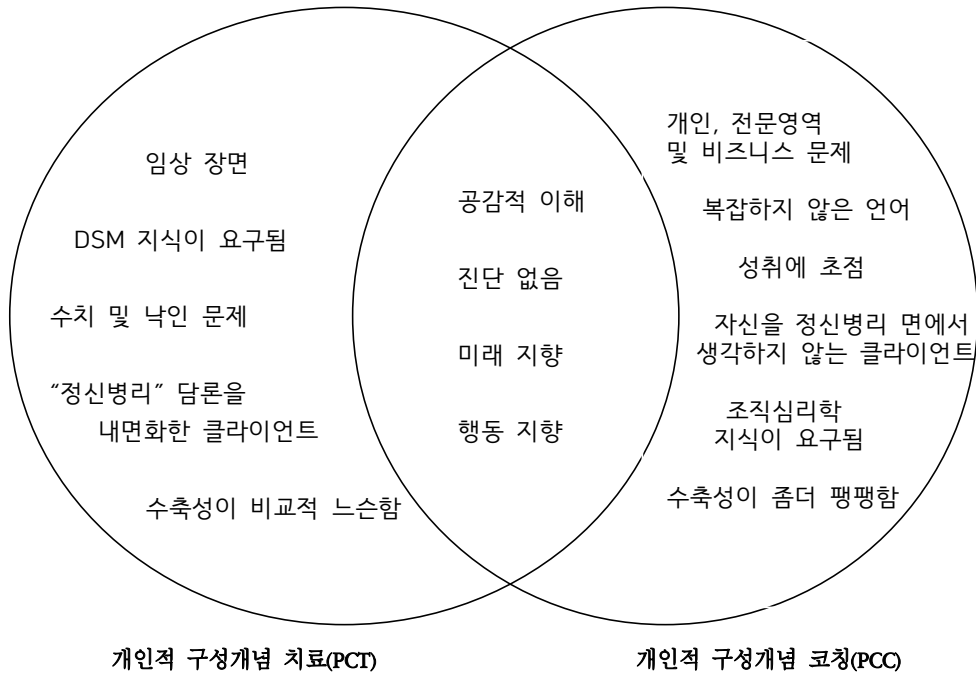 임상 장면
DSM 지식이 요구됨
수치 및 낙인 문제
“정신병리” 담론을
내면화한 클라이언트
수축성이 비교적 느슨함
공감적 이해
진단 없음
미래 지향
행동 지향
개인, 전문영역
및 비즈니스 문제
복잡하지 않은 언어
성취에 초점
자신을 정신병리 면에서
생각하지 않는 클라이언트
조직심리학
지식이 요구됨
수축성이 좀더 팽팽함
개인적 구성개념 치료(PCT)
개인적 구성개념 코칭(PCC)